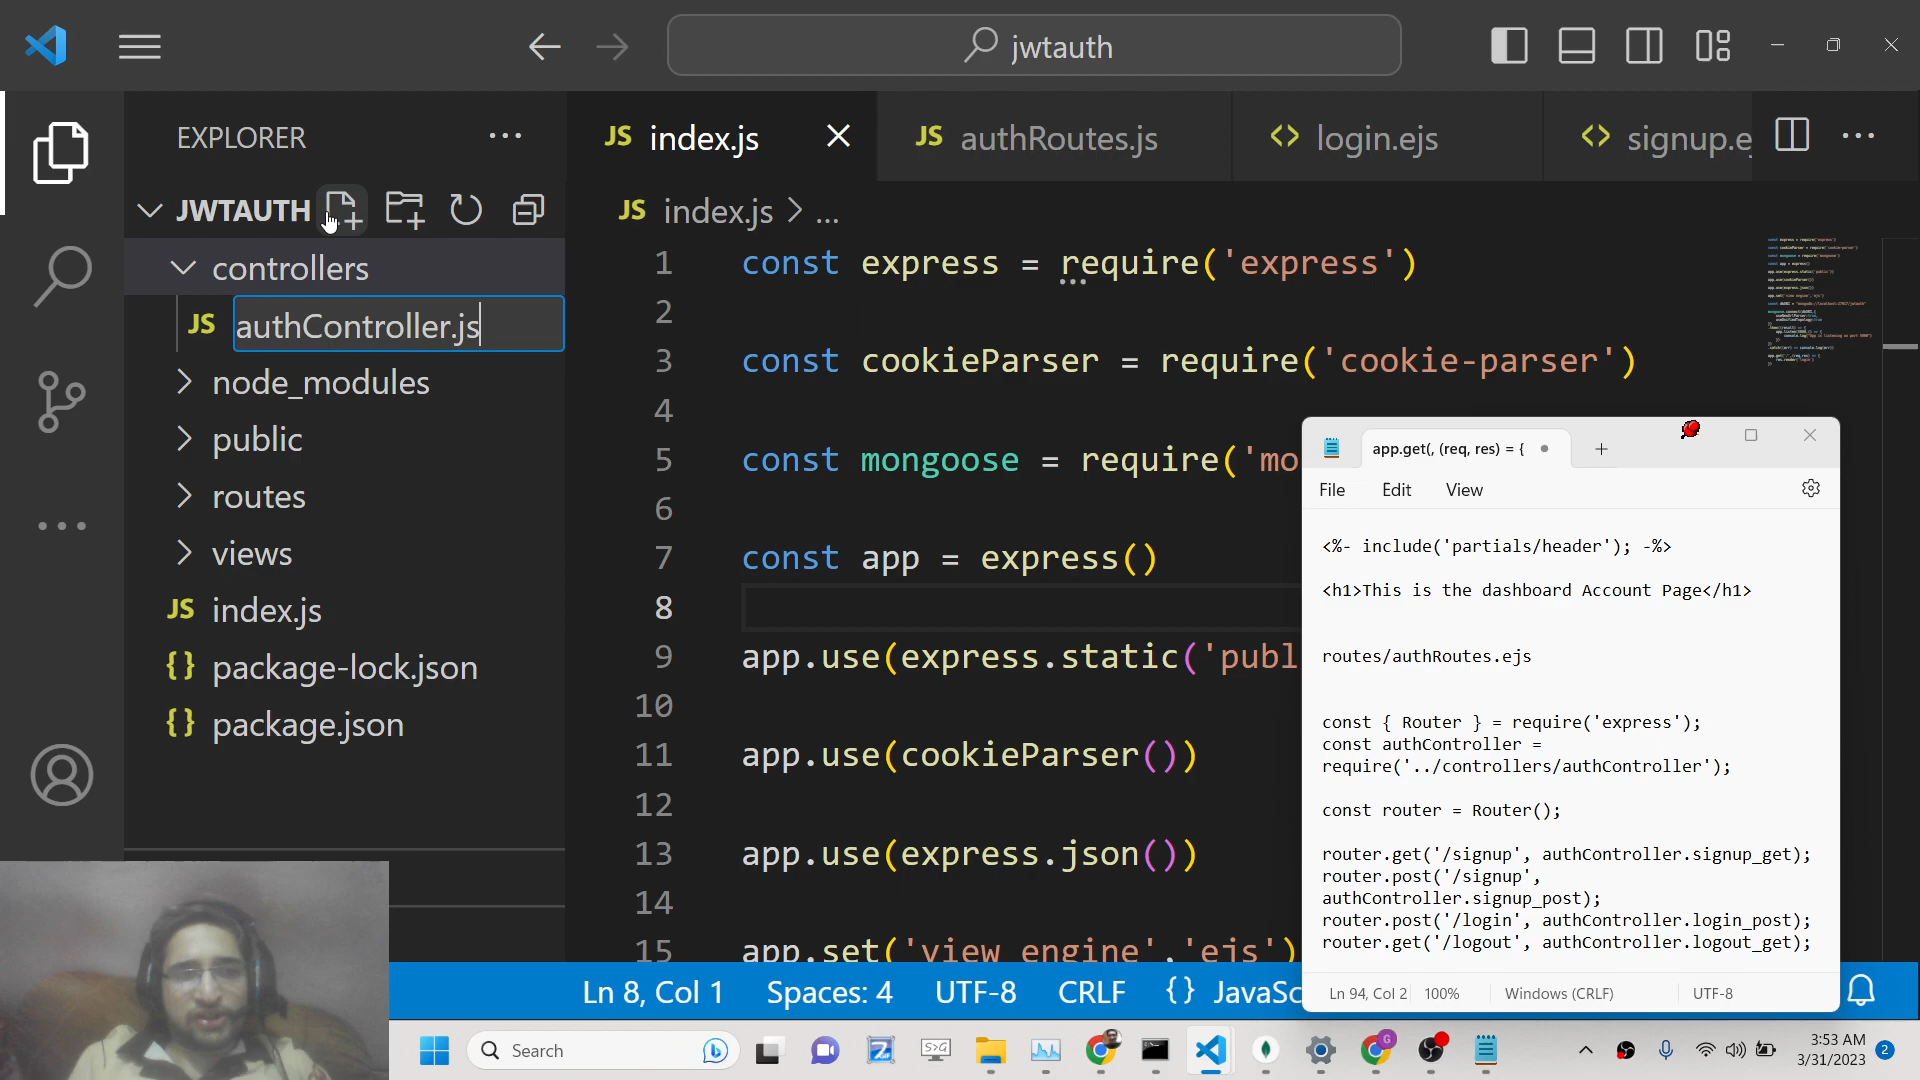 jwtauth
EXPLORER
JWTAUTH
controllers
JS authController.js
node_modules
public
routes
views
JS index.js
{} package-lock.json
{} package.json
JS index.js
JS authRoutes.js
<> login.ejs
<> signup.e
JS index.js > ...
1 const express = require('express')
2
3 const cookieParser = require('cookie-parser')
4
5 const mongoose = require('mo
6
7 const app = express()
8
9 app.use(express.static('publ
10
11 app.use(cookieParser())
12
13 app.use(express.json())
14
15 app.set('view engine','ejs')
app.get(, (req, res) = {
File Edit View
<%- include('partials/header'); -%>
<h1>This is the dashboard Account Page</h1>
routes/authRoutes.ejs
const { Router } = require('express');
const authController =
require('../controllers/authController');
const router = Router();
router.get('/signup', authController.signup_get);
router.post('/signup',
authController.signup_post);
router.post('/login', authController.login_post);
router.get('/logout', authController.logout_get);
Ln 94, Col 2 100% Windows (CRLF) UTF-8
Ln 8, Col 1 Spaces: 4 UTF-8 CRLF {} JavaSc
Search
3:53 AM
3/31/2023
2